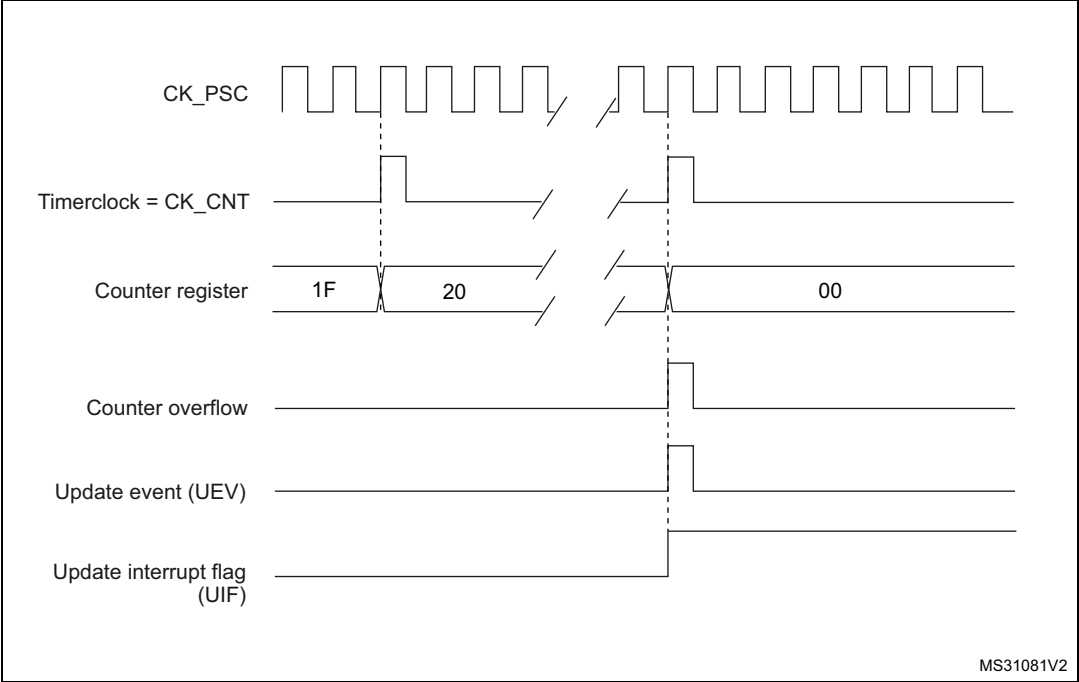 CK_PSC
Timerclock = CK_CNT
Counter register
1F
20
00
Counter overflow
Update event (UEV)
Update interrupt flag
(UIF)
MS31081V2